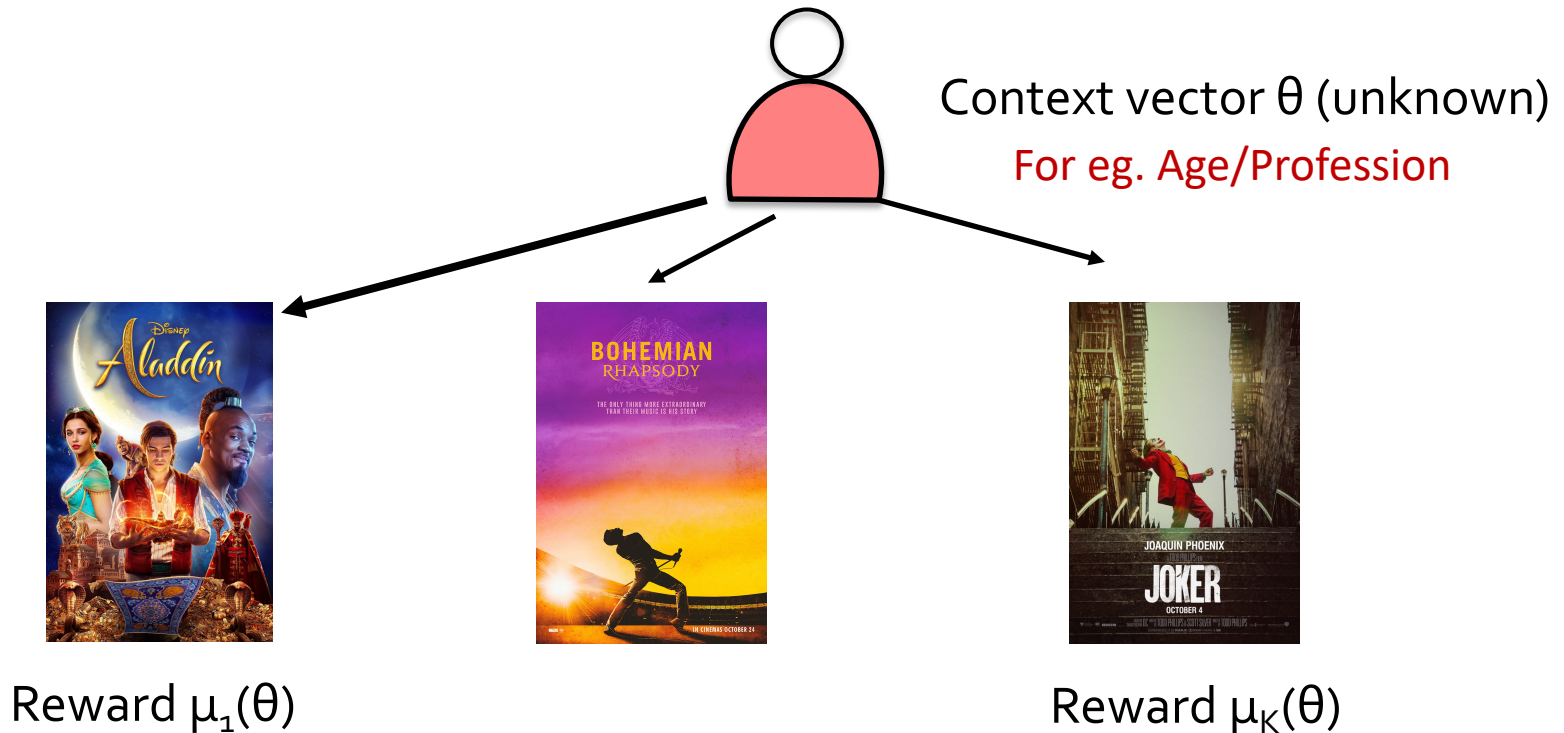 Context vector θ (unknown)
For eg. Age/Profession
Disney
Aladdin
BOHEMIAN
RHAPSODY
THE ONLY THING MORE EXTRAORDINARY
THAN THEIR MUSIC IS HIS STORY
IN CINEMAS OCTOBER 24
JOAQUIN PHOENIX
JOKER
OCTOBER 4
Reward μ₁(θ)
Reward μK(θ)